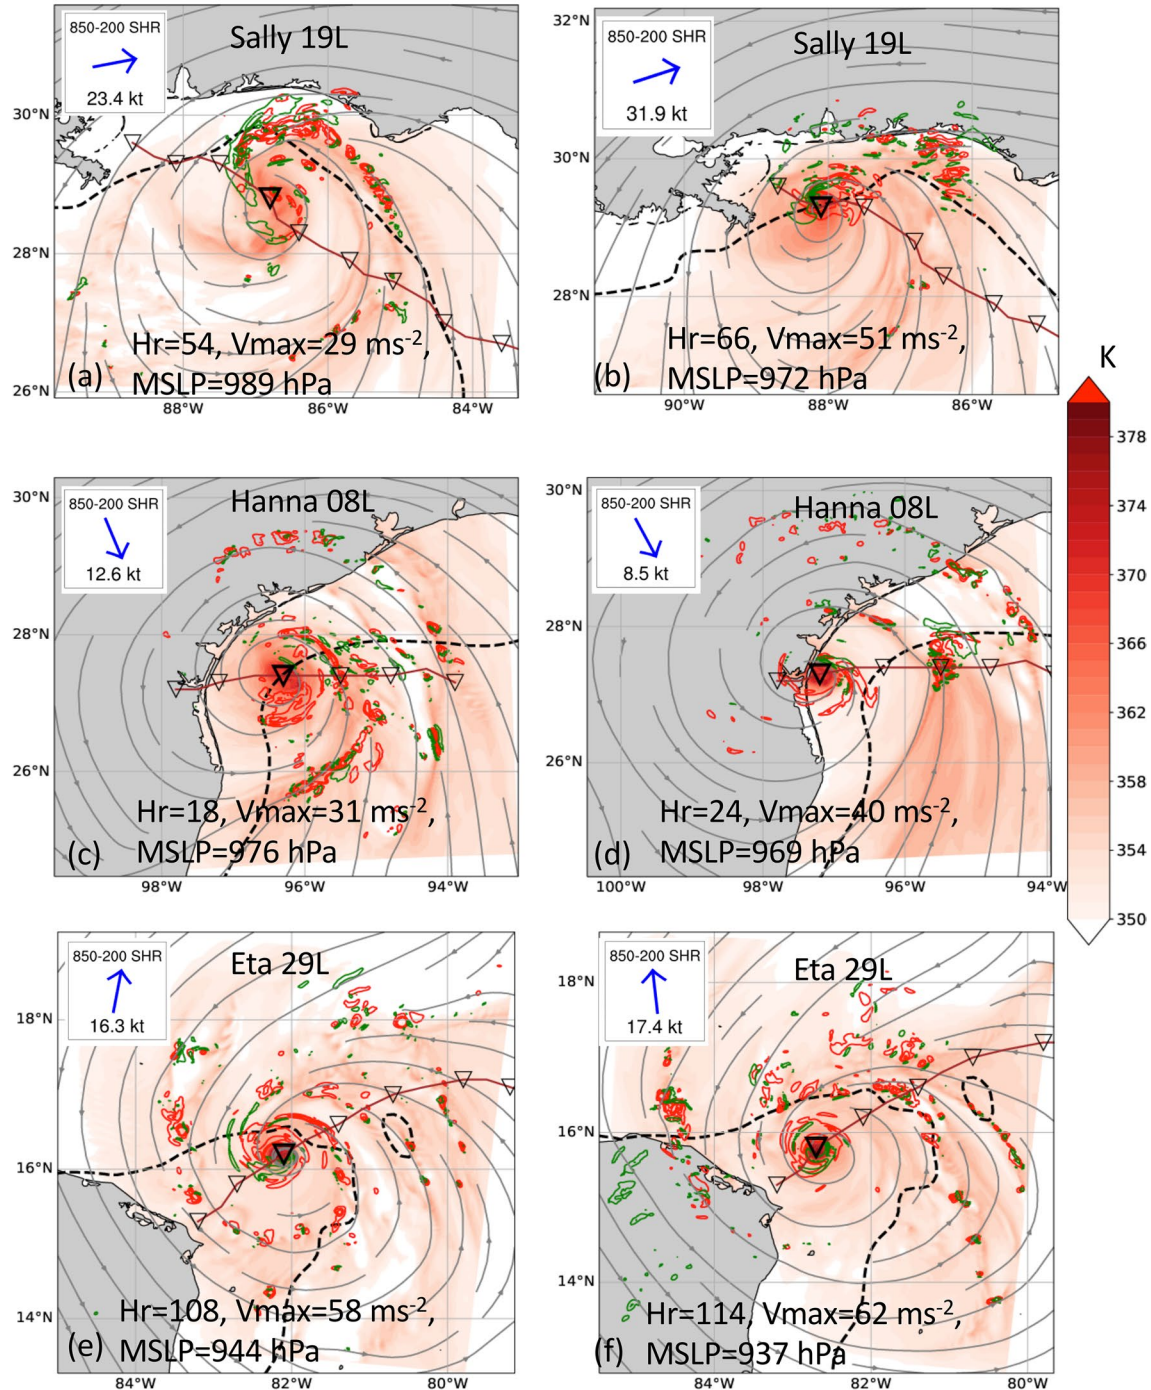 850-200 SHR
23.4 kt
Sally 19L
30°N
28°N
26°N
Hr=54, Vmax=29 ms-2,
(a) MSLP=989 hPa
88°W 86°W 84°W
850-200 SHR
31.9 kt
Sally 19L
32°N
30°N
28°N
Hr=66, Vmax=51 ms-2,
(b) MSLP=972 hPa
90°W 88°W 86°W
K
378
374
370
366
362
358
354
350
850-200 SHR
12.6 kt
Hanna 08L
30°N
28°N
26°N
Hr=18, Vmax=31 ms-2,
(c) MSLP=976 hPa
98°W 96°W 94°W
850-200 SHR
8.5 kt
Hanna 08L
30°N
28°N
26°N
Hr=24, Vmax=40 ms-2,
(d) MSLP=969 hPa
100°W 98°W 96°W 94°W
850-200 SHR
16.3 kt
Eta 29L
18°N
16°N
14°N
Hr=108, Vmax=58 ms-2,
(e) MSLP=944 hPa
84°W 82°W 80°W
850-200 SHR
17.4 kt
Eta 29L
18°N
16°N
14°N
Hr=114, Vmax=62 ms-2,
(f) MSLP=937 hPa
84°W 82°W 80°W